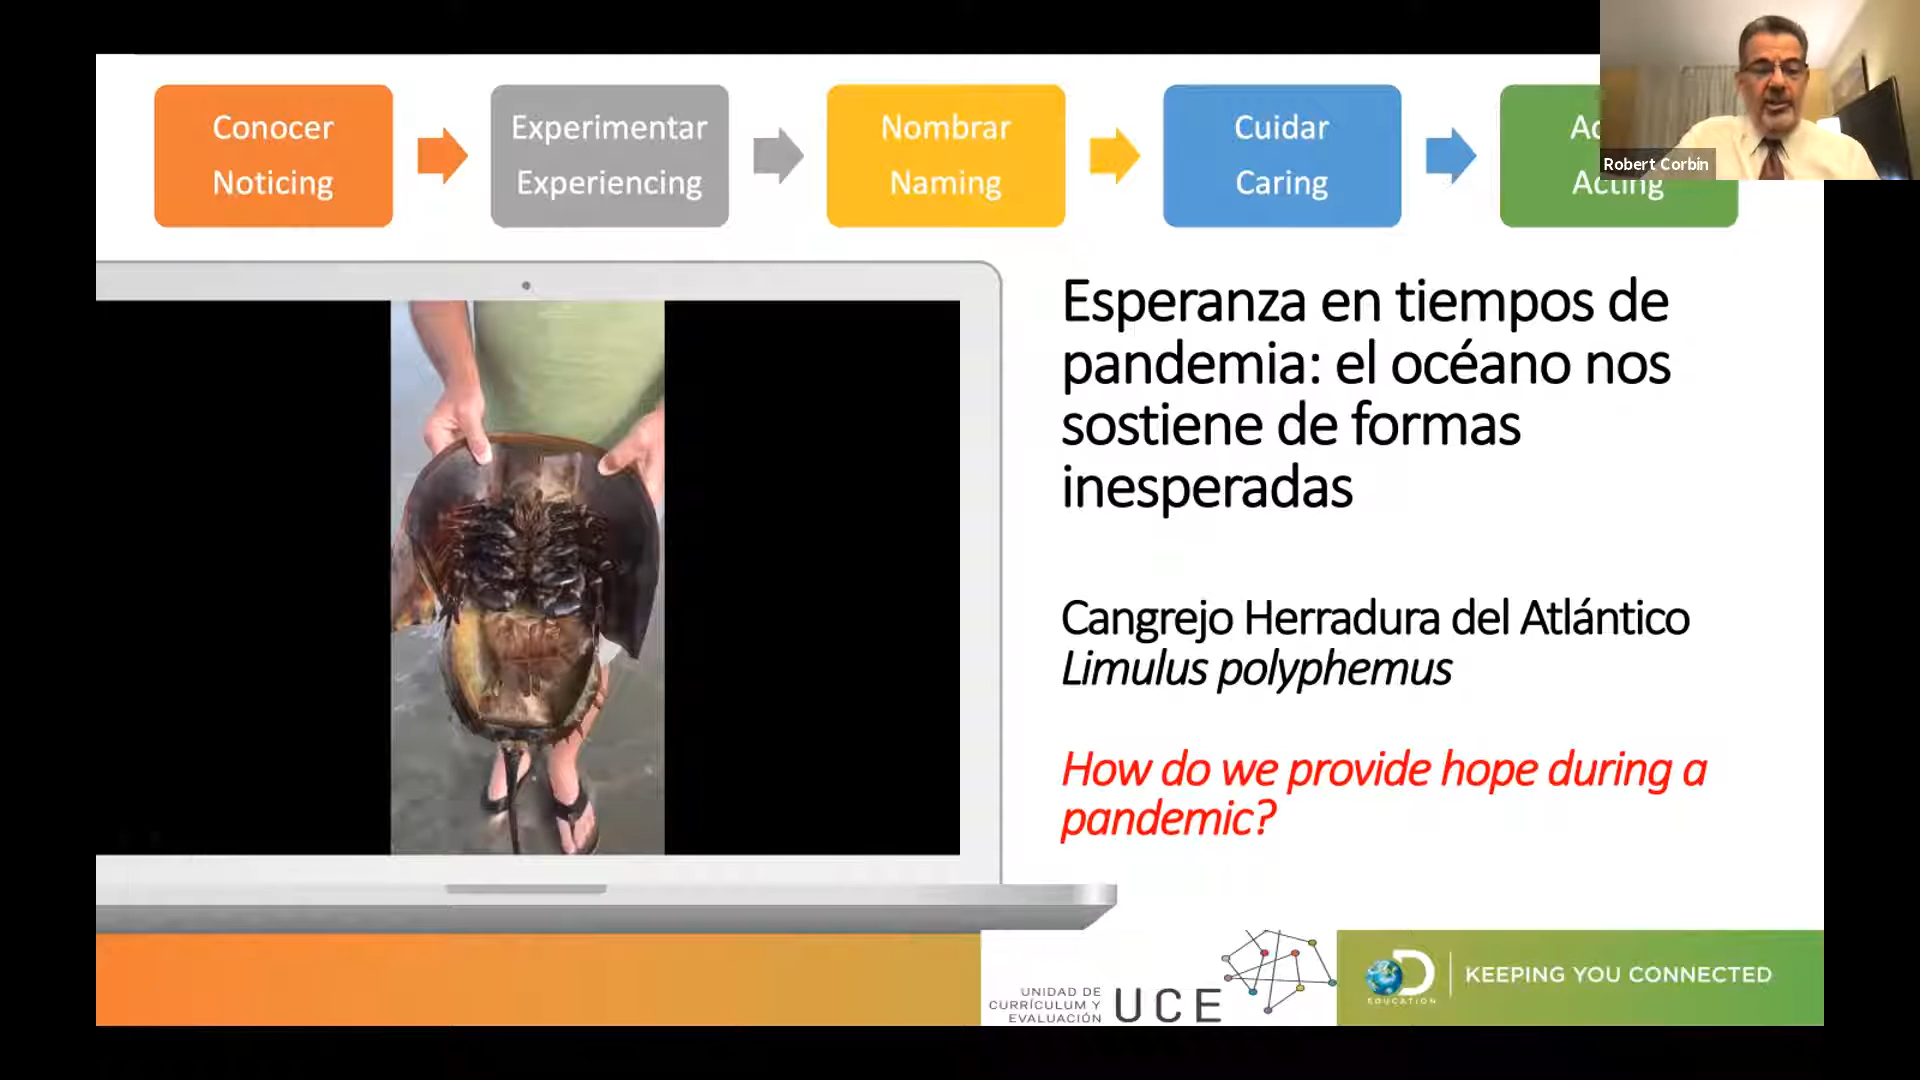 Conocer
Noticing
Experimentar
Experiencing
Nombrar
Naming
Cuidar
Caring
Acting
Robert Corbin
Esperanza en tiempos de
pandemia: el océano nos
sostiene de formas
inesperadas
Cangrejo Herradura del Atlántico
Limulus polyphemus
How do we provide hope during a
pandemic?
UNIDAD DE
CURRÍCULUM Y
EVALUACIÓN
UCE
D
EDUCATION
KEEPING YOU CONNECTED